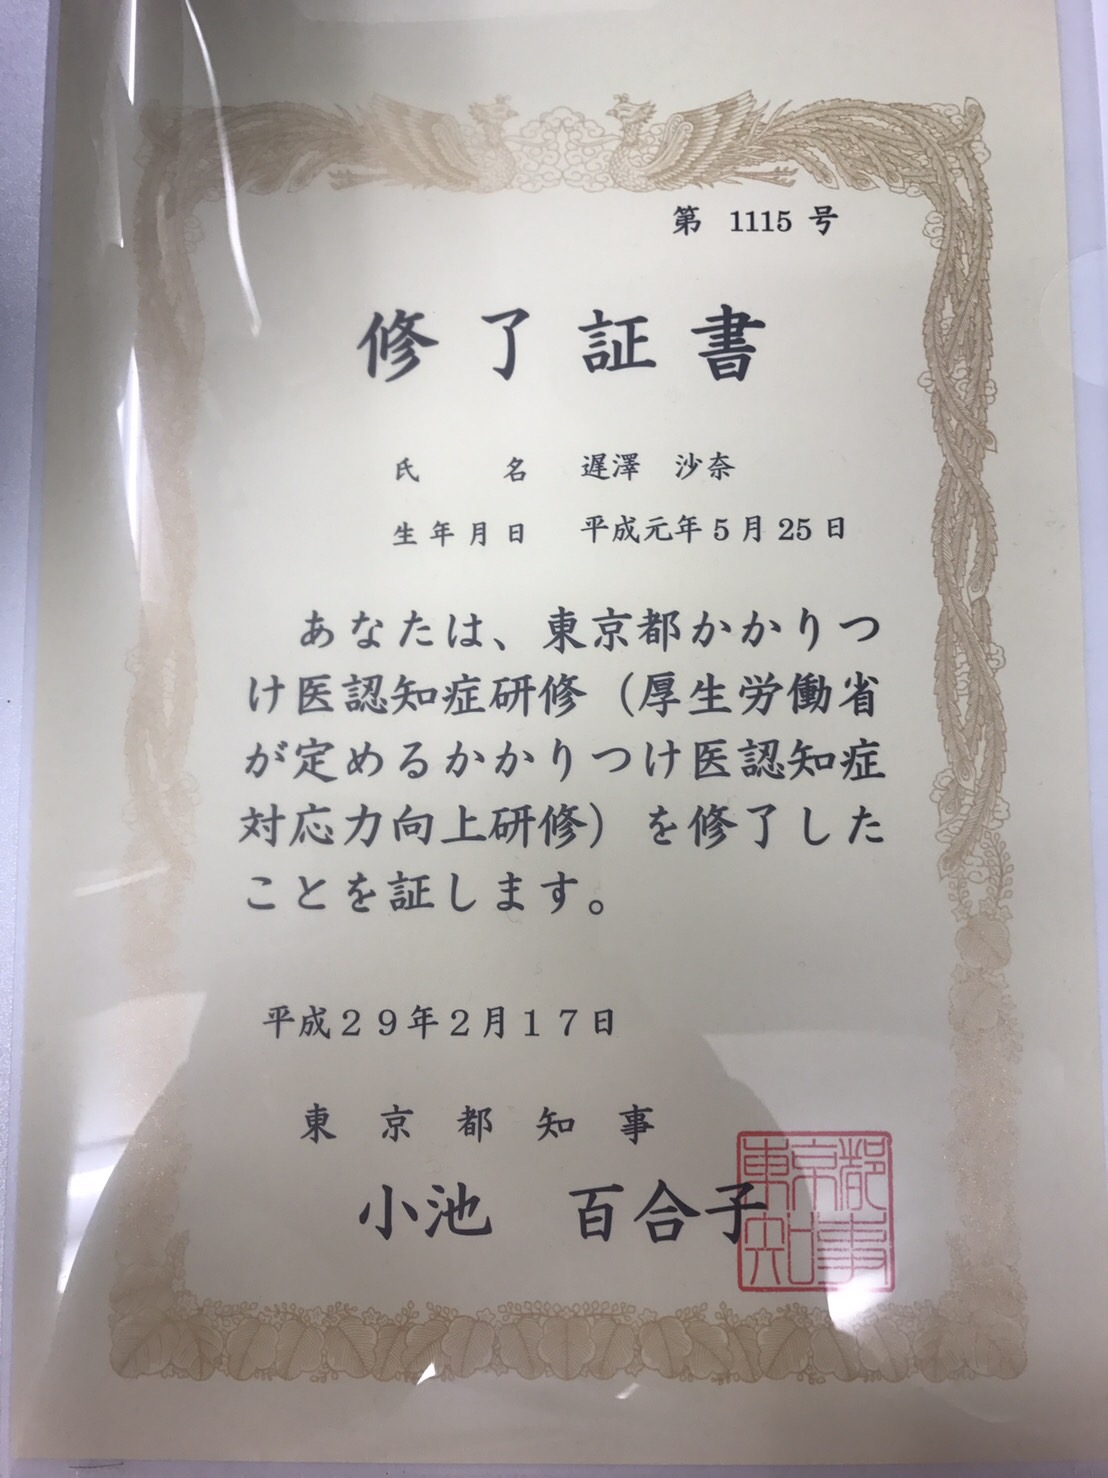 第 1115 号
修了証書
氏名 遅澤 沙奈
生年月日 平成元年5月25日
あなたは、東京都かかりつ
け医認知症研修（厚生労働省
が定めるかかりつけ医認知症
対応力向上研修）を修了した
ことを証します。
平成２９年２月１７日
東京都知事
小池 百合子
東京都知事